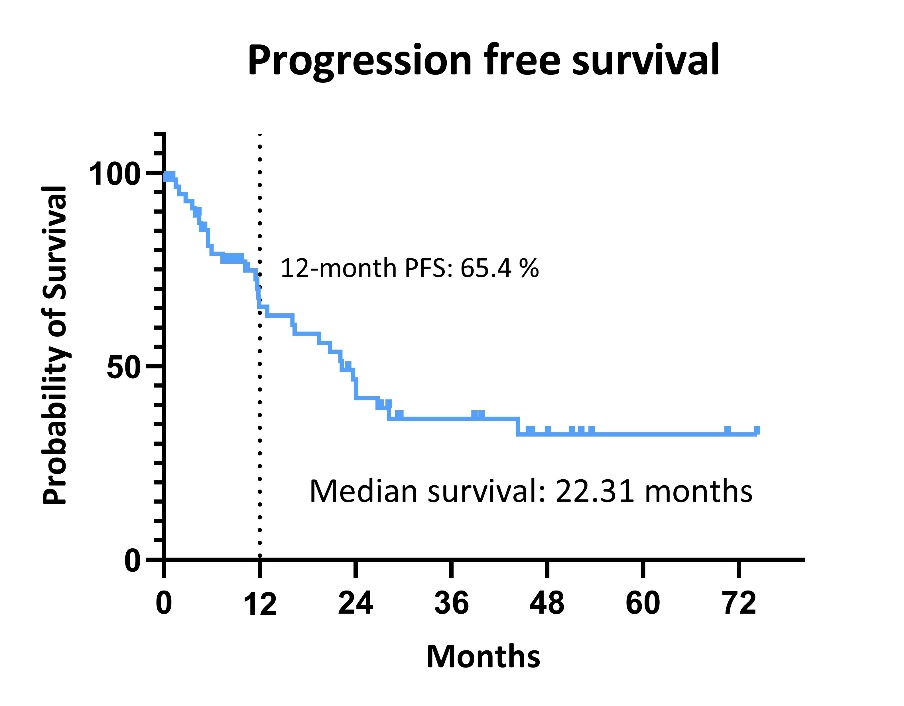 Progression free survival
Probability of Survival
100
50
0
12-month PFS: 65.4 %
Median survival: 22.31 months
0 12 24 36 48 60 72
Months